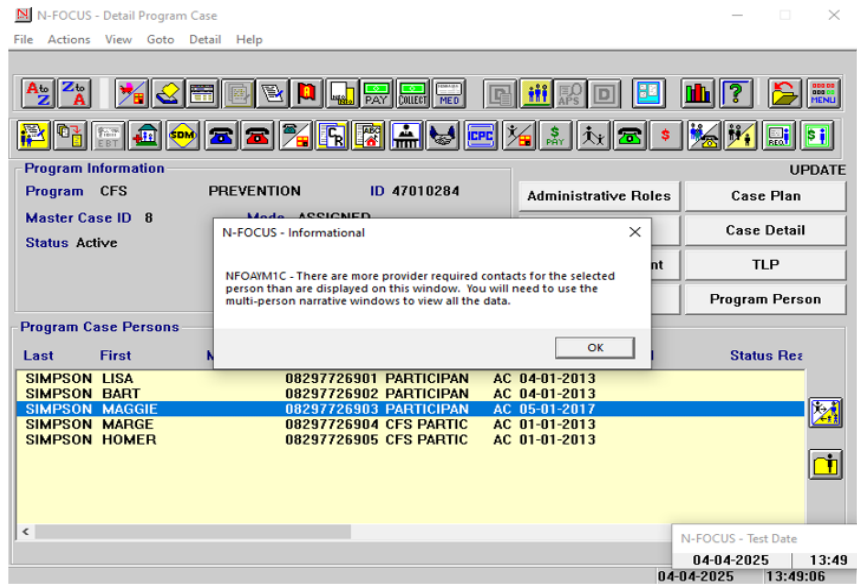 N-FOCUS - Detail Program Case
File Actions View Goto Detail Help
A to Z
Z to A
PAY
COLLECT
MED
APS
D
?
MENU
EBT
SDM
CR
ABC
ICPC
$ PAY
$
REQ.
$
Program Information
UPDATE
Program CFS PREVENTION ID 47010284
Administrative Roles
Case Plan
Master Case ID 8 Mode ASSIGNED
Case Detail
Status Active
nt
TLP
Program Person
N-FOCUS - Informational
NFOAYM1C - There are more provider required contacts for the selected
person than are displayed on this window. You will need to use the
multi-person narrative windows to view all the data.
OK
Program Case Persons
Last First Status Rea
SIMPSON LISA 08297726901 PARTICIPAN AC 04-01-2013
SIMPSON BART 08297726902 PARTICIPAN AC 04-01-2013
SIMPSON MAGGIE 08297726903 PARTICIPAN AC 05-01-2017
SIMPSON MARGE 08297726904 CFS PARTIC AC 01-01-2013
SIMPSON HOMER 08297726905 CFS PARTIC AC 01-01-2013
N-FOCUS - Test Date
04-04-2025 13:49
04-04-2025 13:49:06